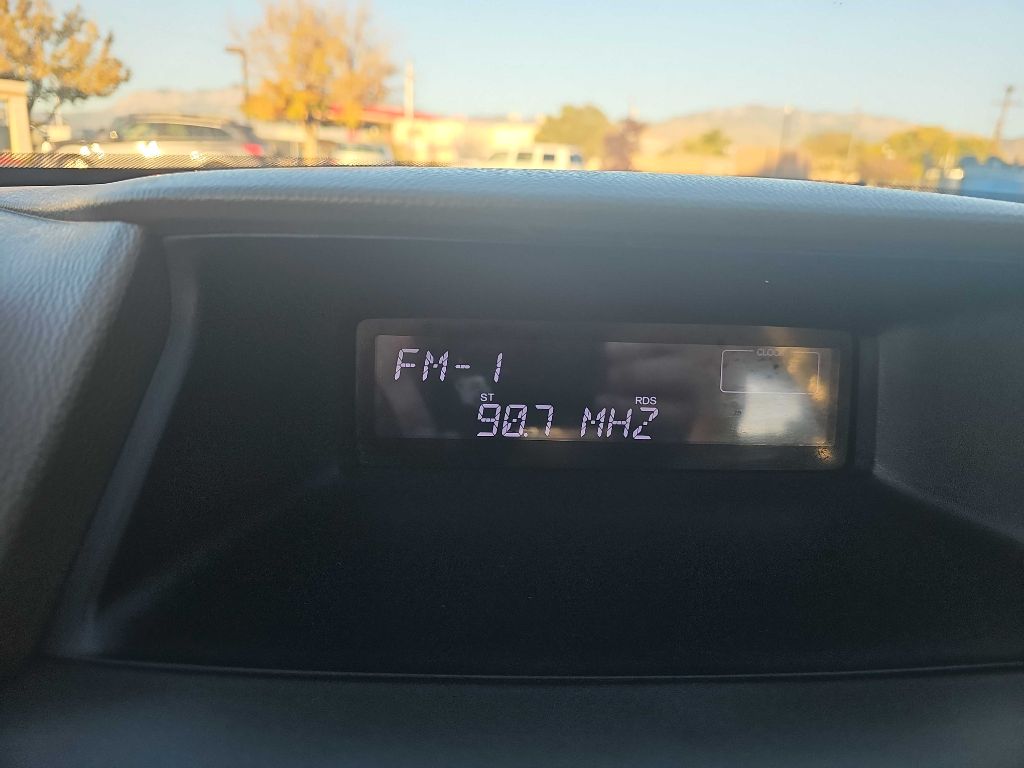 FM-1
CLOCK
ST
RDS
90.7 MHZ